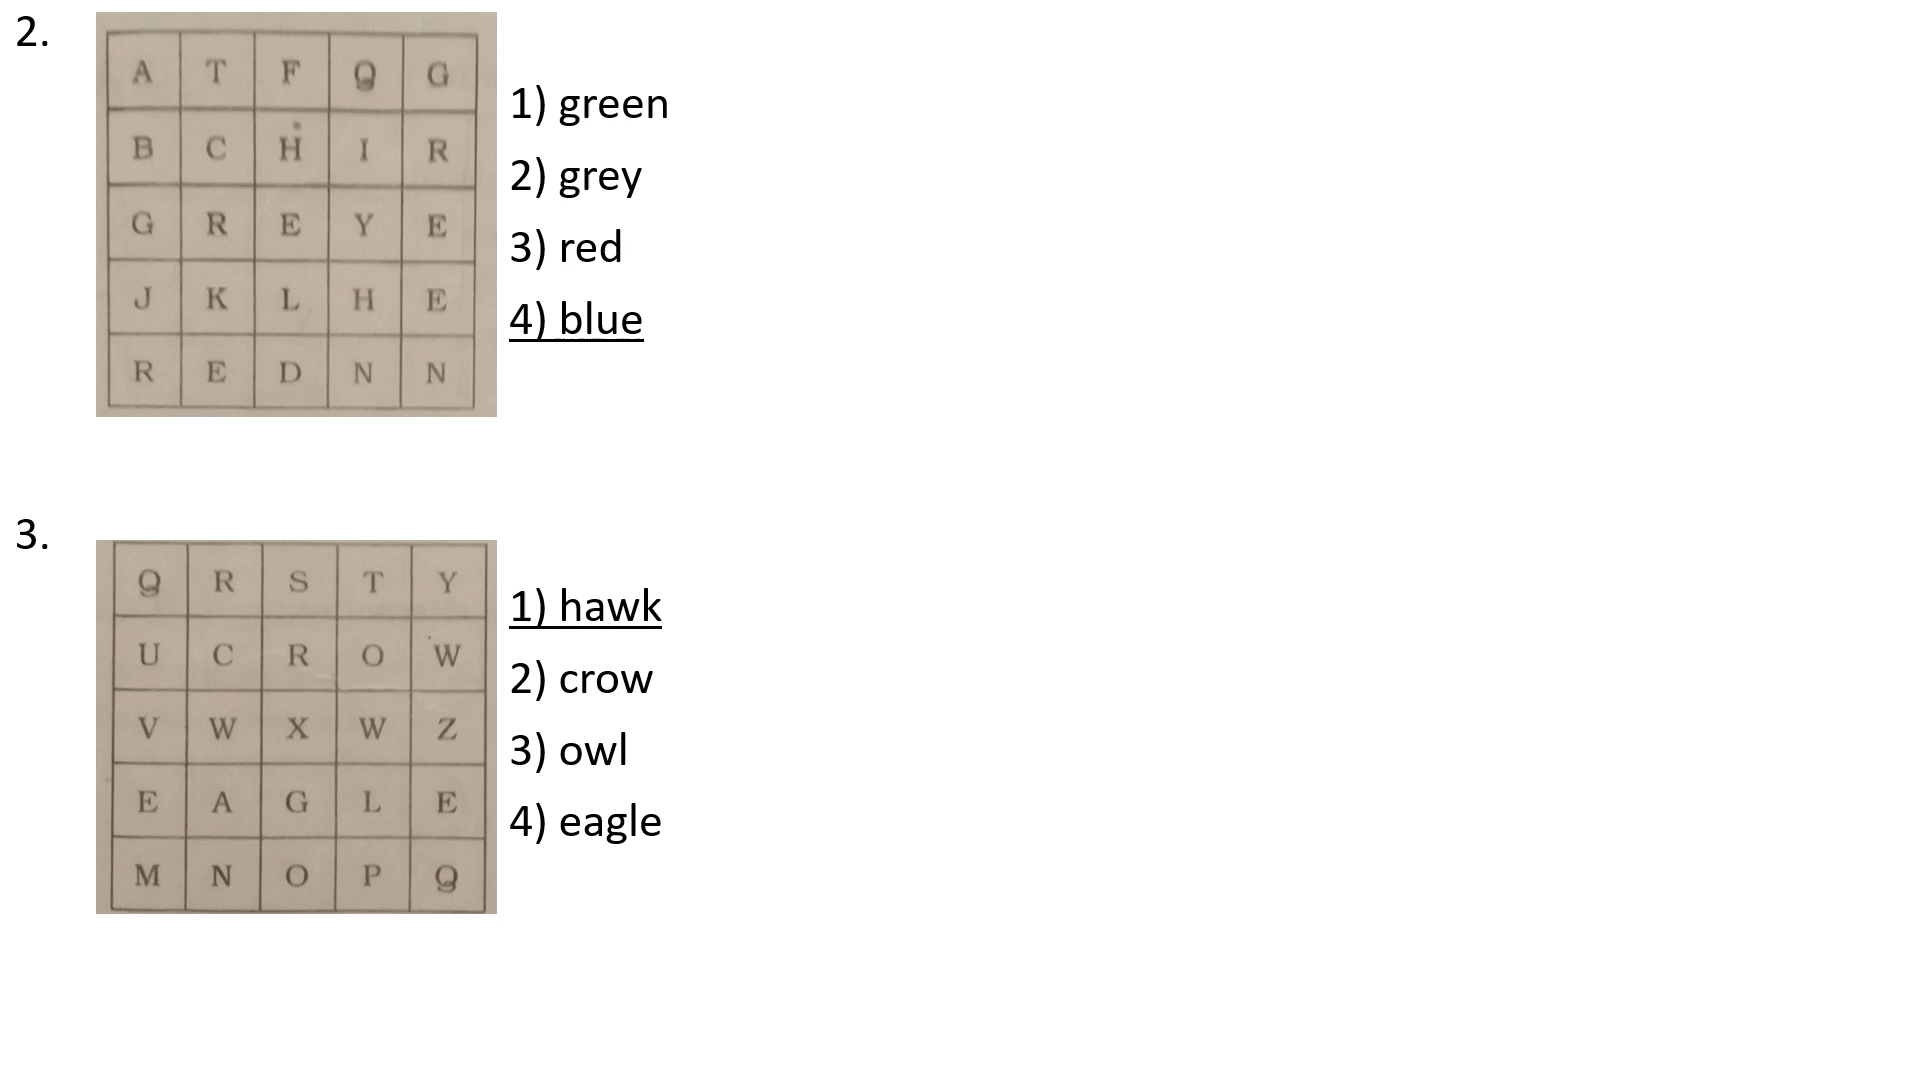 2.
A T F Q G
B C H I R
G R E Y E
J K L H E
R E D N N
1) green
2) grey
3) red
4) blue
3.
Q R S T Y
U C R O W
V W X W Z
E A G L E
M N O P Q
1) hawk
2) crow
3) owl
4) eagle